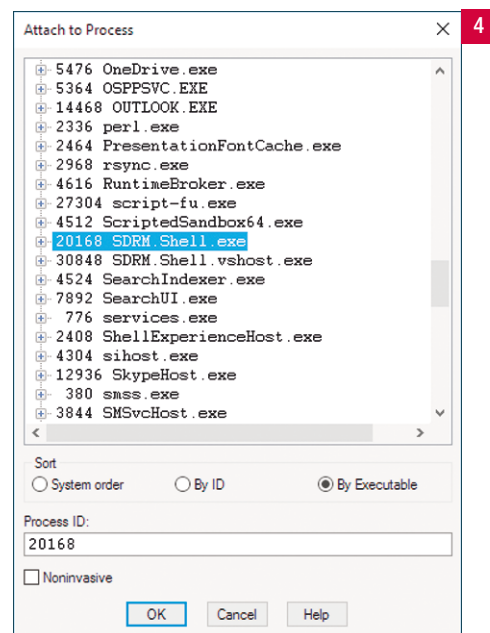 Attach to Process
4
5476 OneDrive.exe
5364 OSPPSVC.EXE
14468 OUTLOOK.EXE
2336 perl.exe
2464 PresentationFontCache.exe
2968 rsync.exe
4616 RuntimeBroker.exe
27304 script-fu.exe
4512 ScriptedSandbox64.exe
20168 SDRM.Shell.exe
30848 SDRM.Shell.vshost.exe
4524 SearchIndexer.exe
7892 SearchUI.exe
776 services.exe
2408 ShellExperienceHost.exe
4304 sihost.exe
12936 SkypeHost.exe
380 smss.exe
3844 SMSvcHost.exe
Sort
System order By ID By Executable
Process ID:
20168
Noninvasive
OK Cancel Help